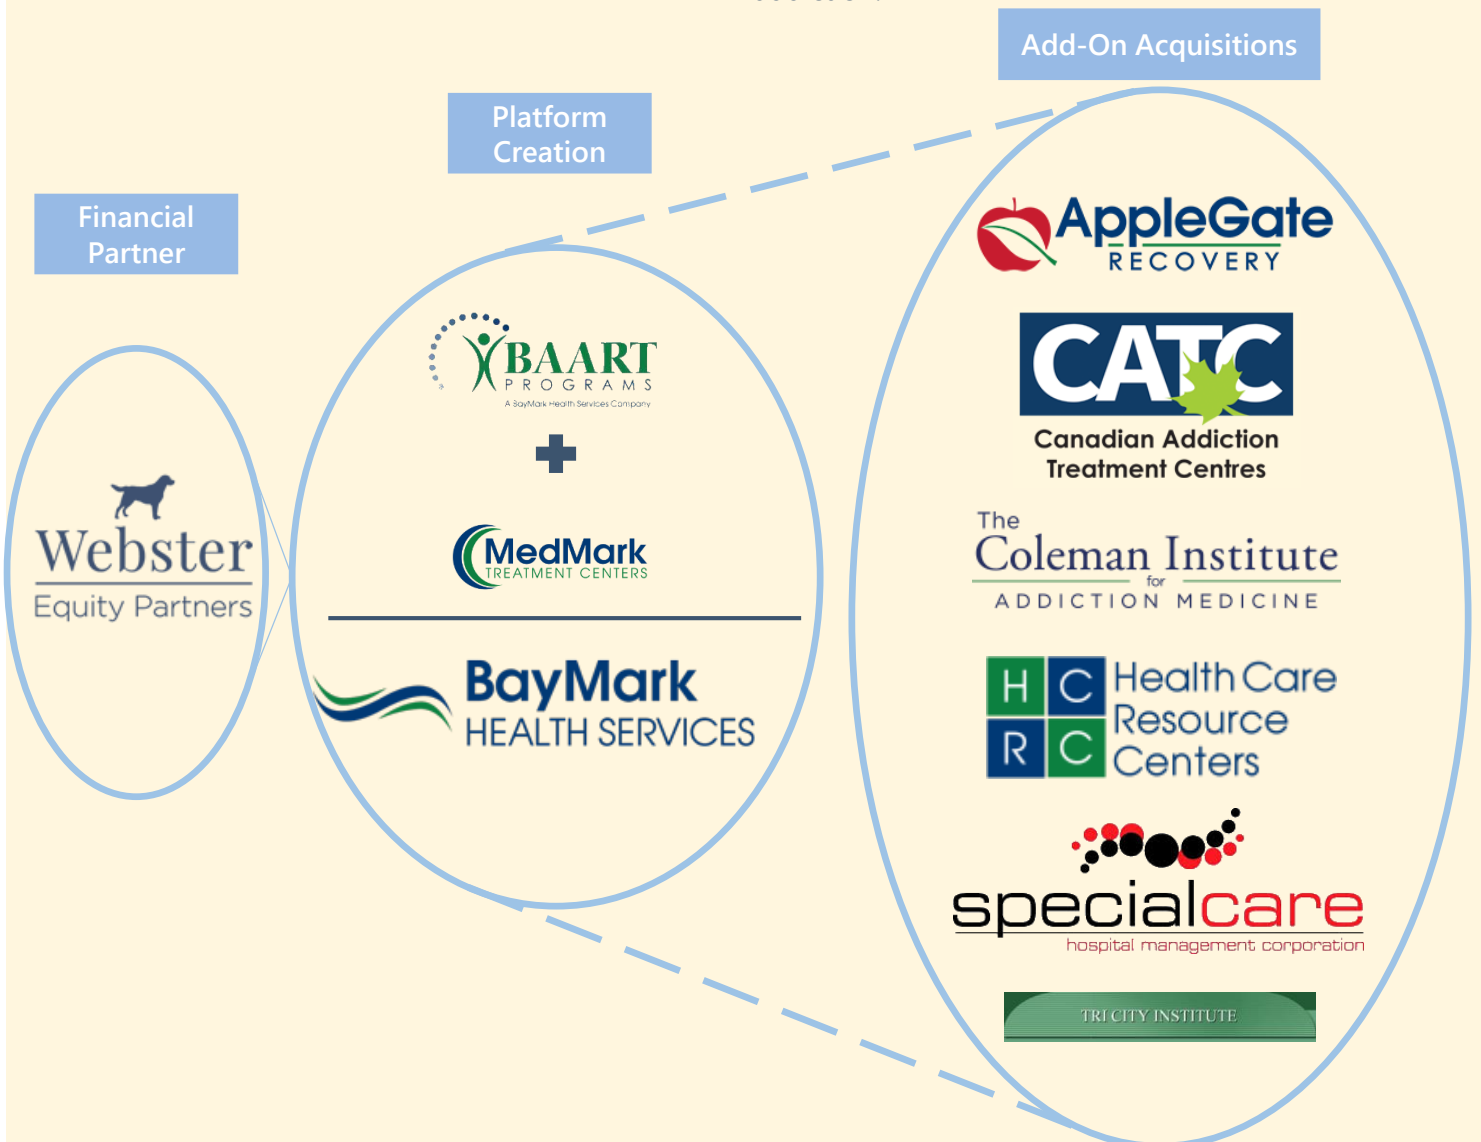 Add-On Acquisitions
Platform
Creation
Financial
Partner
Webster
Equity Partners
BAART
PROGRAMS
A BayMark Health Services Company
MedMark
TREATMENT CENTERS
BayMark
HEALTH SERVICES
AppleGate
RECOVERY
CATC
Canadian Addiction
Treatment Centres
The
Coleman Institute
for
ADDICTION MEDICINE
H C
R C
Health Care
Resource
Centers
specialcare
hospital management corporation
TRI CITY INSTITUTE